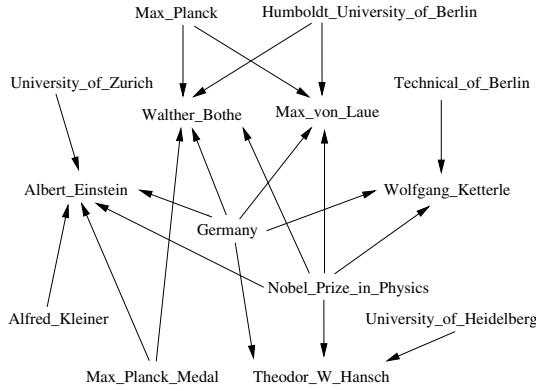 Max_Planck
Humboldt_University_of_Berlin
University_of_Zurich
Technical_of_Berlin
Walther_Bothe
Max_von_Laue
Albert_Einstein
Wolfgang_Ketterle
Germany
Nobel_Prize_in_Physics
Alfred_Kleiner
University_of_Heidelberg
Max_Planck_Medal
Theodor_W_Hansch